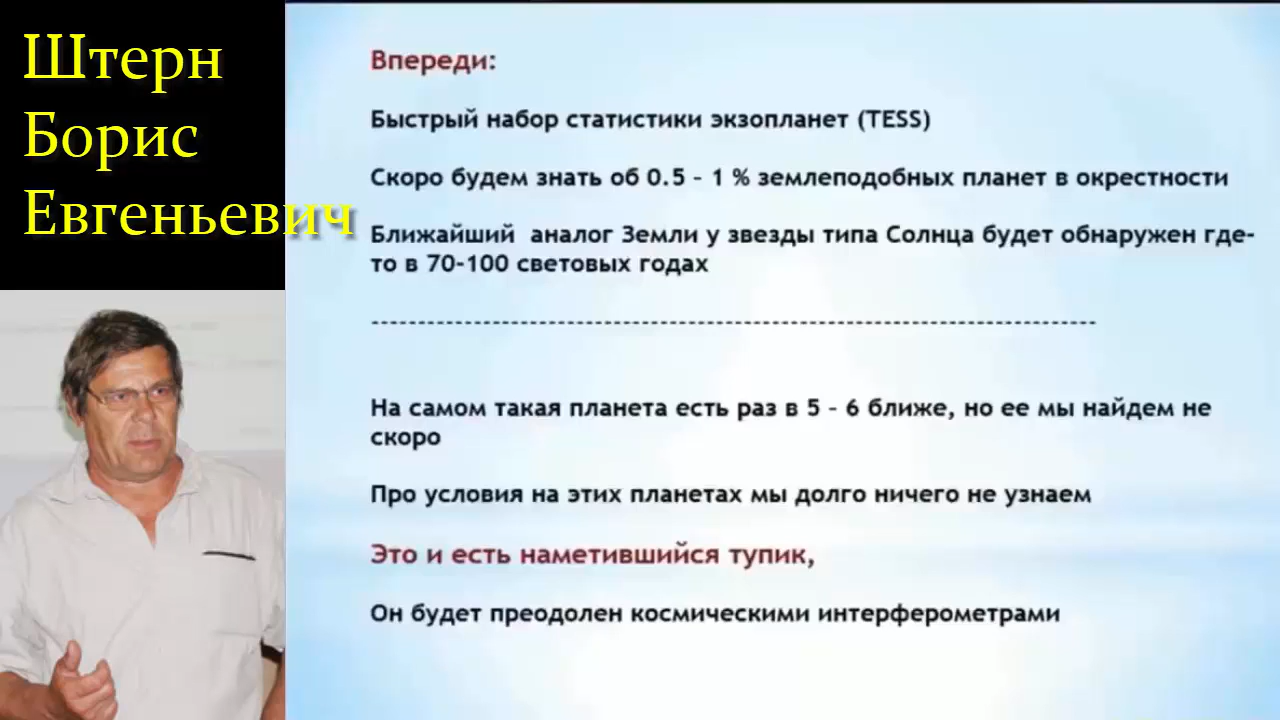 Штерн
Борис
Евгеньевич
Впереди:
Быстрый набор статистики экзопланет (TESS)
Скоро будем знать об 0.5 – 1 % землеподобных планет в окрестности
Ближайший  аналог Земли у звезды типа Солнца будет обнаружен где-
то в 70-100 световых годах
------------------------------------------------------------------------------
На самом такая планета есть раз в 5 – 6 ближе, но ее мы найдем не
скоро
Про условия на этих планетах мы долго ничего не узнаем
Это и есть наметившийся тупик,
Он будет преодолен космическими интерферометрами